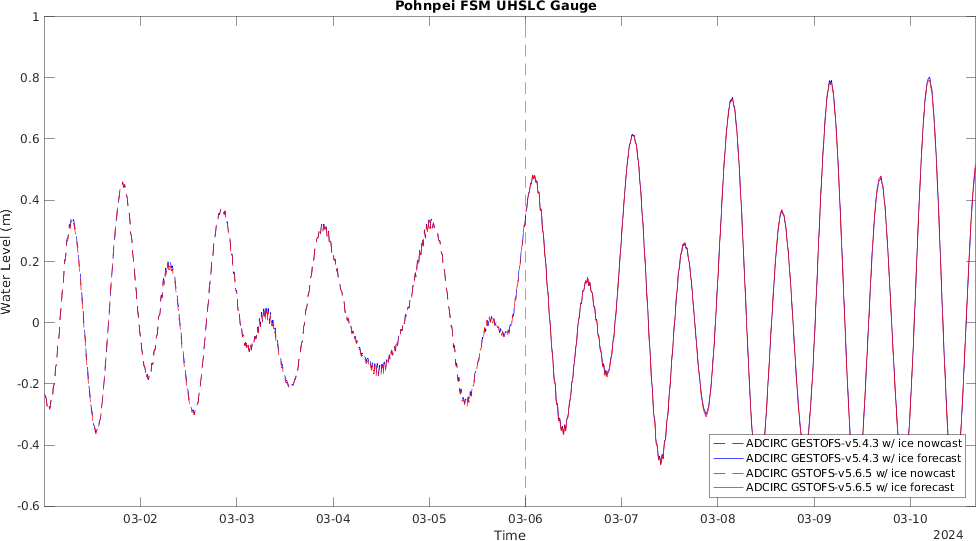 Pohnpei FSM UHSLC Gauge
1
0.8
0.6
0.4
0.2
0
-0.2
-0.4
-0.6
Water Level (m)
ADCIRC GESTOFS-v5.4.3 w/ ice nowcast
ADCIRC GESTOFS-v5.4.3 w/ ice forecast
ADCIRC GSTOFS-v5.6.5 w/ ice nowcast
ADCIRC GSTOFS-v5.6.5 w/ ice forecast
03-02 03-03 03-04 03-05 03-06 03-07 03-08 03-09 03-10
Time
2024